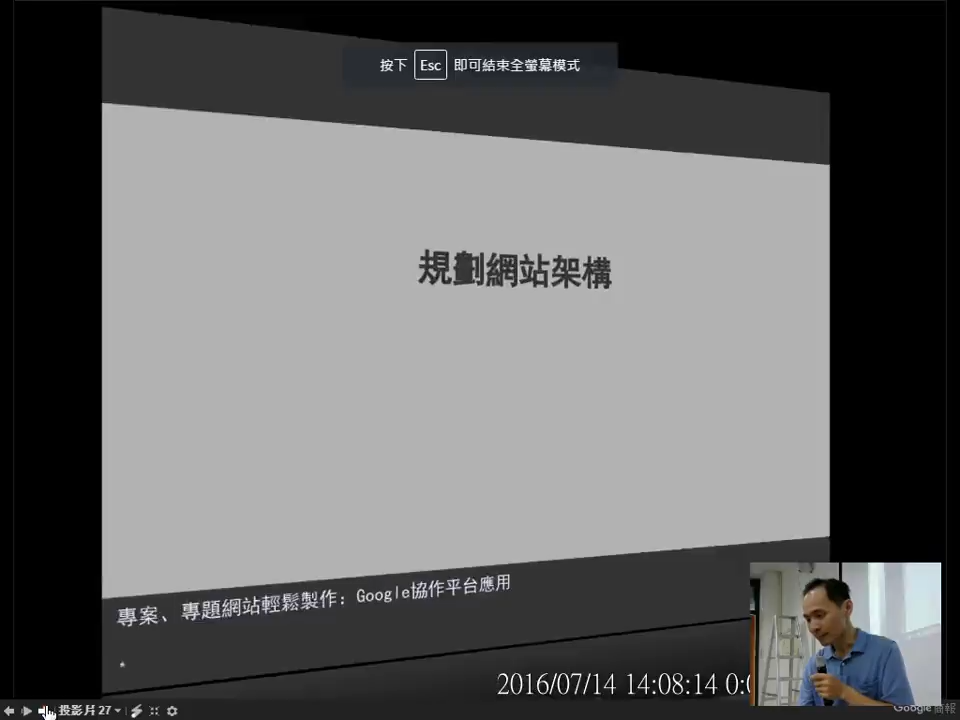 按下 Esc 即可結束全螢幕模式
規劃網站架構
專案、專題網站輕鬆製作：Google協作平台應用
*
2016/07/14 14:08:14 0:0
投影片 27
Google 簡報